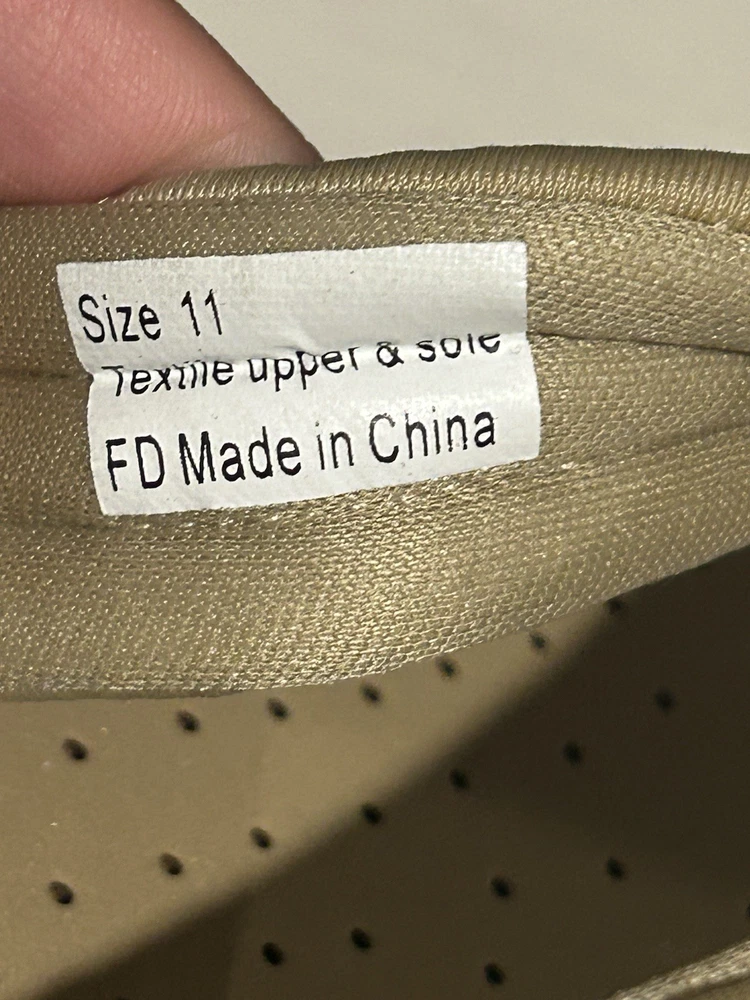 Size 11
Textile upper & sole
FD Made in China